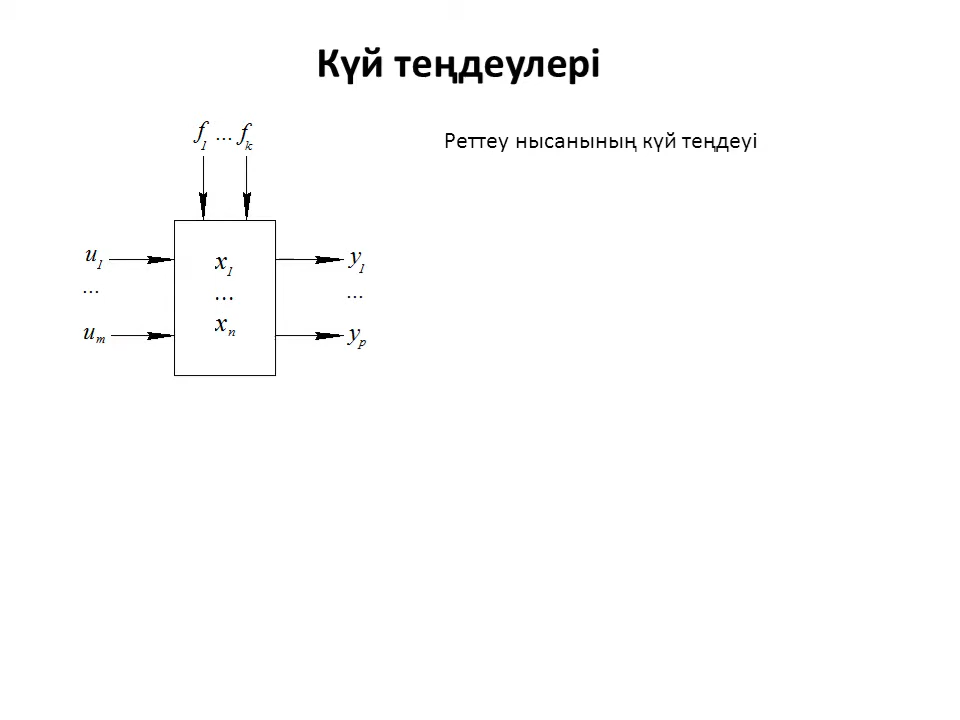 Күй теңдеулері
f1 ... fk
Реттеу нысанының күй теңдеуі
u1
...
um
x1
...
xn
y1
...
yp